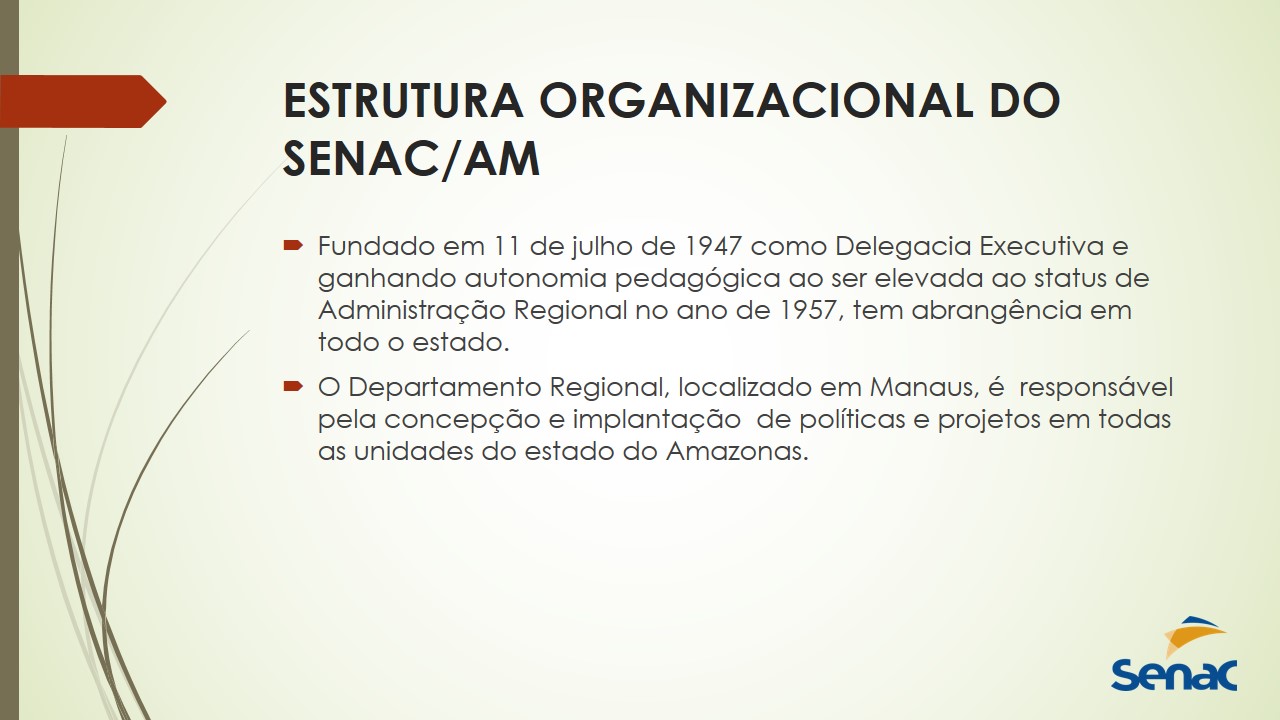 ESTRUTURA ORGANIZACIONAL DO
SENAC/AM
Fundado em 11 de julho de 1947 como Delegacia Executiva e
ganhando autonomia pedagógica ao ser elevada ao status de
Administração Regional no ano de 1957, tem abrangência em
todo o estado.
O Departamento Regional, localizado em Manaus, é  responsável
pela concepção e implantação  de políticas e projetos em todas
as unidades do estado do Amazonas.
Senac